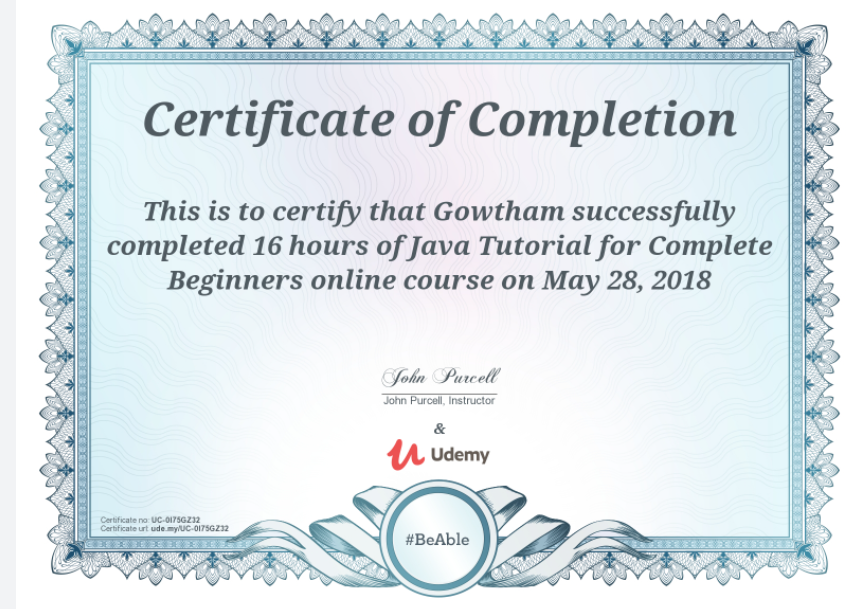 Certificate of Completion
This is to certify that Gowtham successfully
completed 16 hours of Java Tutorial for Complete
Beginners online course on May 28, 2018
John Purcell
John Purcell, Instructor
&
Udemy
Certificate no: UC-0I75GZ32
Certificate url: ude.my/UC-0I75GZ32
#BeAble